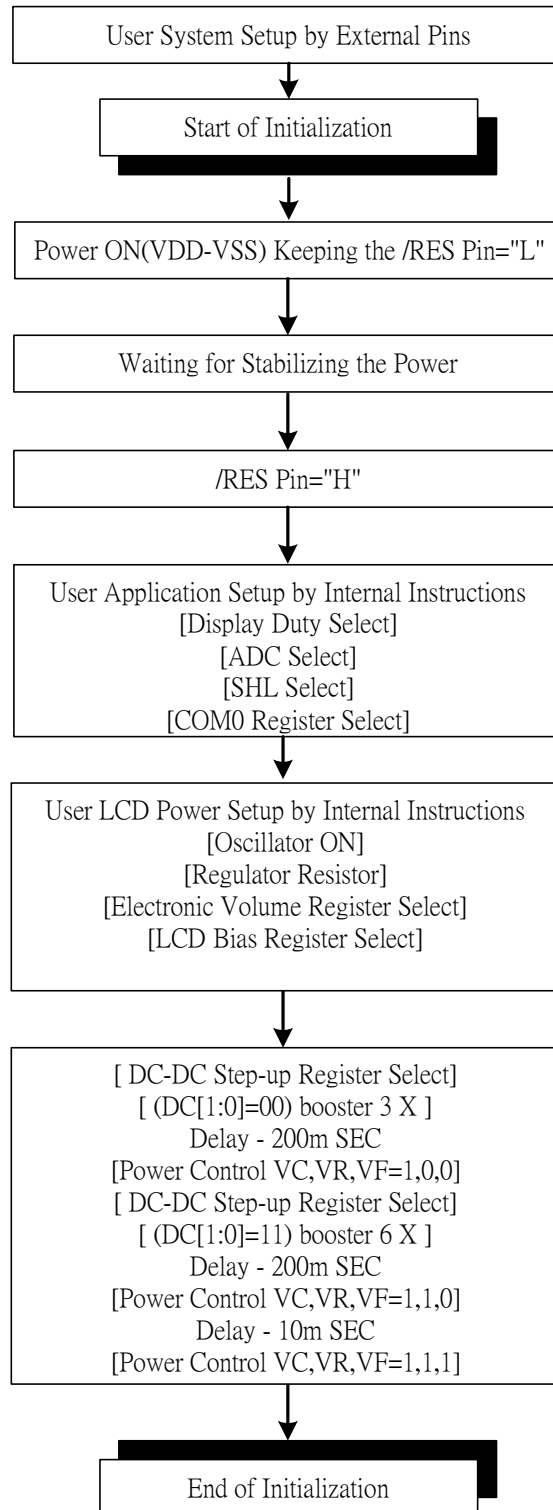 User System Setup by External Pins
Start of Initialization
Power ON(VDD-VSS) Keeping the /RES Pin="L"
Waiting for Stabilizing the Power
/RES Pin="H"
User Application Setup by Internal Instructions
[Display Duty Select]
[ADC Select]
[SHL Select]
[COM0 Register Select]
User LCD Power Setup by Internal Instructions
[Oscillator ON]
[Regulator Resistor]
[Electronic Volume Register Select]
[LCD Bias Register Select]
[ DC-DC Step-up Register Select]
[ (DC[1:0]=00) booster 3 X ]
Delay - 200m SEC
[Power Control VC,VR,VF=1,0,0]
[ DC-DC Step-up Register Select]
[ (DC[1:0]=11) booster 6 X ]
Delay - 200m SEC
[Power Control VC,VR,VF=1,1,0]
Delay - 10m SEC
[Power Control VC,VR,VF=1,1,1]
End of Initialization